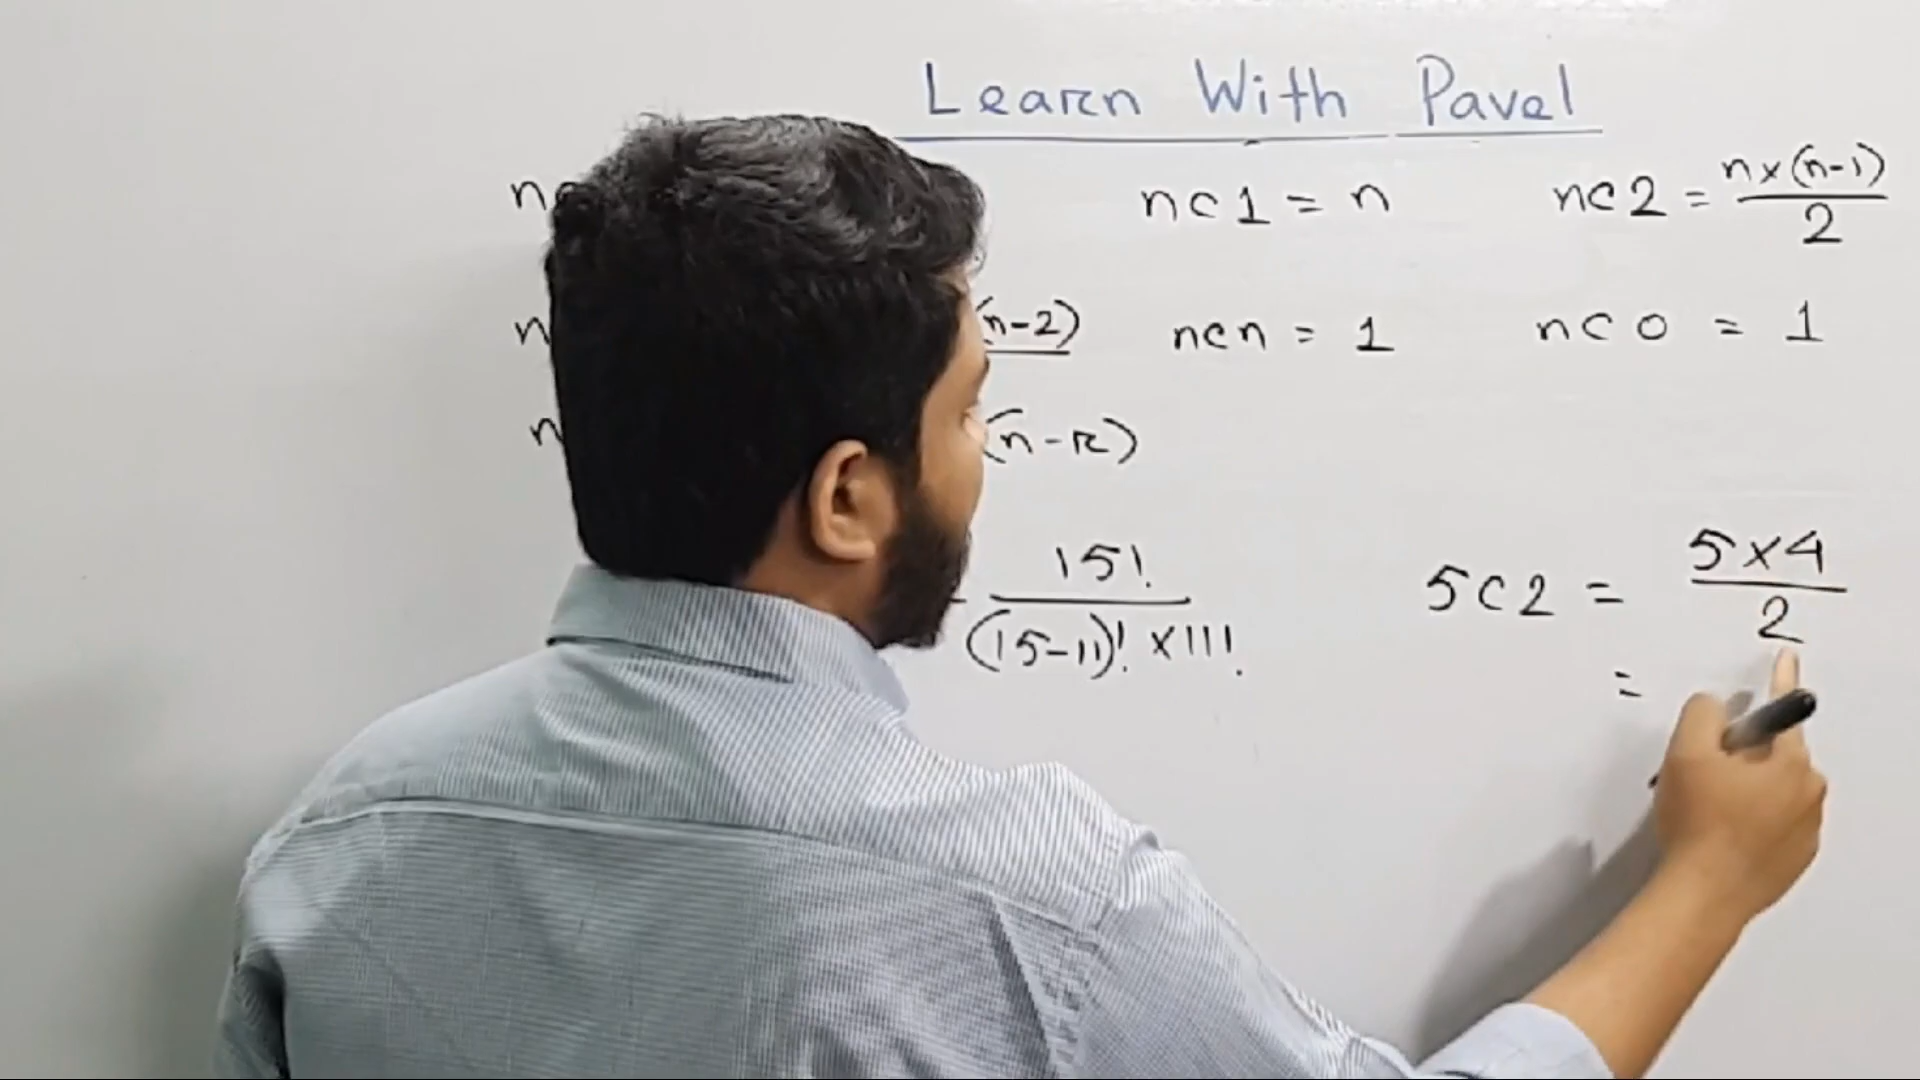 Learn With Pavel
n nc1 = n nc2 = n×(n-1)/2
n (n-2) ncn = 1 nc0 = 1
n (n-r)
15!/(15-11)! ×11! 5c2 = 5×4/2
=